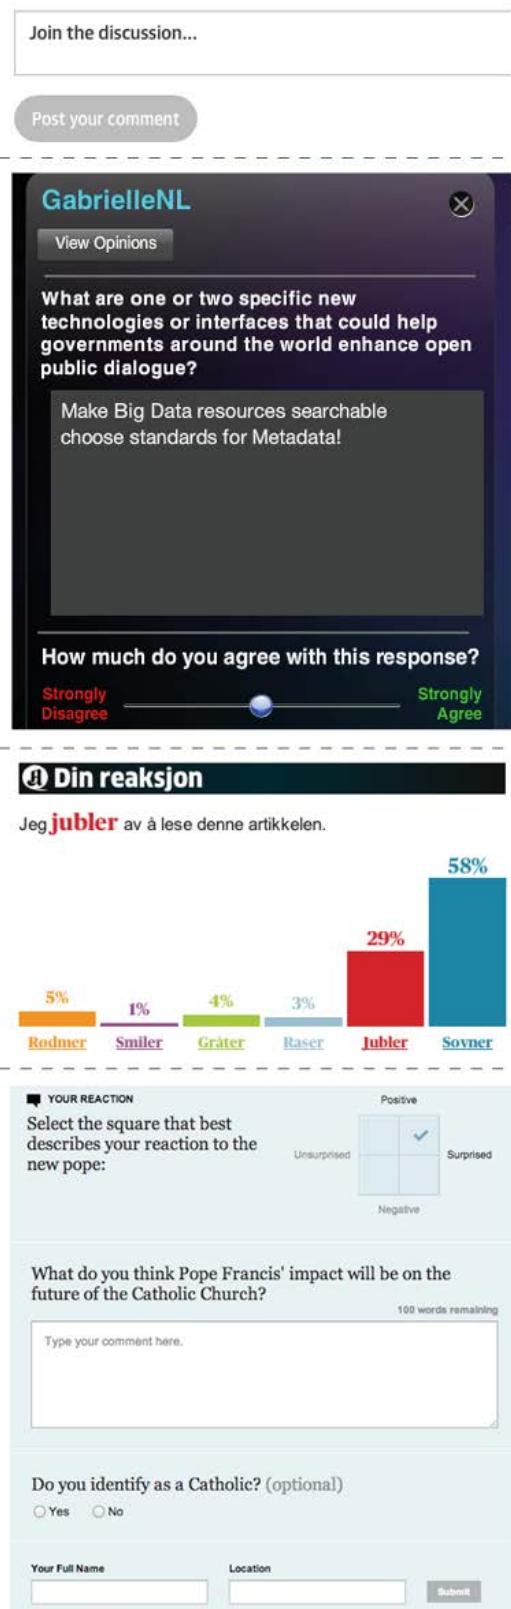 Join the discussion...
Post your comment
GabrielleNL
View Opinions
What are one or two specific new
technologies or interfaces that could help
governments around the world enhance open
public dialogue?
Make Big Data resources searchable
choose standards for Metadata!
How much do you agree with this response?
Strongly
Disagree
Strongly
Agree
Din reaksjon
Jeg jubler av å lese denne artikkelen.
58%
29%
5%
1%
4%
3%
Rødmer Smiler Gråter Raser Jubler Sovner
YOUR REACTION
Select the square that best
describes your reaction to the
new pope:
Positive
Unsurprised
Surprised
Negative
What do you think Pope Francis' impact will be on the
future of the Catholic Church?
100 words remaining
Type your comment here.
Do you identify as a Catholic? (optional)
Yes No
Your Full Name Location
Submit